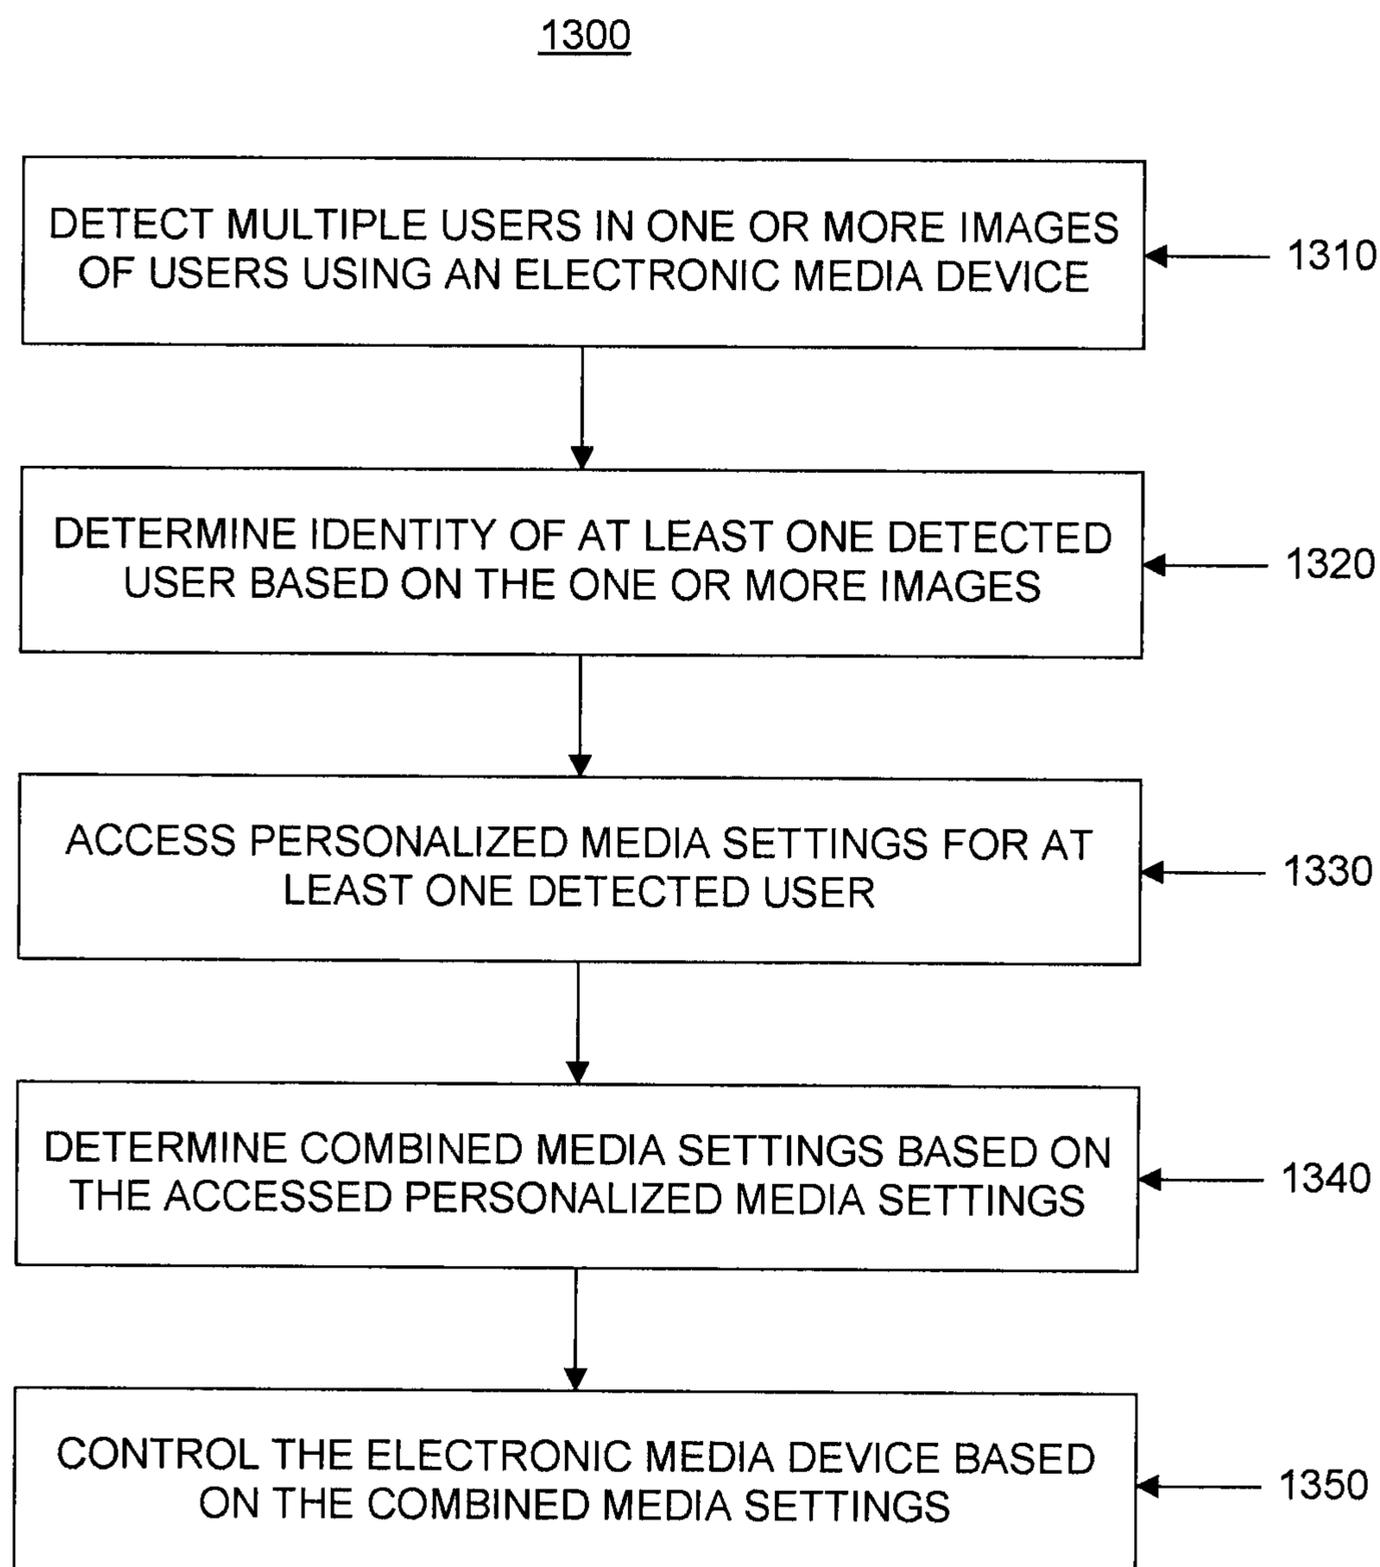 1300
DETECT MULTIPLE USERS IN ONE OR MORE IMAGES
OF USERS USING AN ELECTRONIC MEDIA DEVICE
1310
DETERMINE IDENTITY OF AT LEAST ONE DETECTED
USER BASED ON THE ONE OR MORE IMAGES
1320
ACCESS PERSONALIZED MEDIA SETTINGS FOR AT
LEAST ONE DETECTED USER
1330
DETERMINE COMBINED MEDIA SETTINGS BASED ON
THE ACCESSED PERSONALIZED MEDIA SETTINGS
1340
CONTROL THE ELECTRONIC MEDIA DEVICE BASED
ON THE COMBINED MEDIA SETTINGS
1350